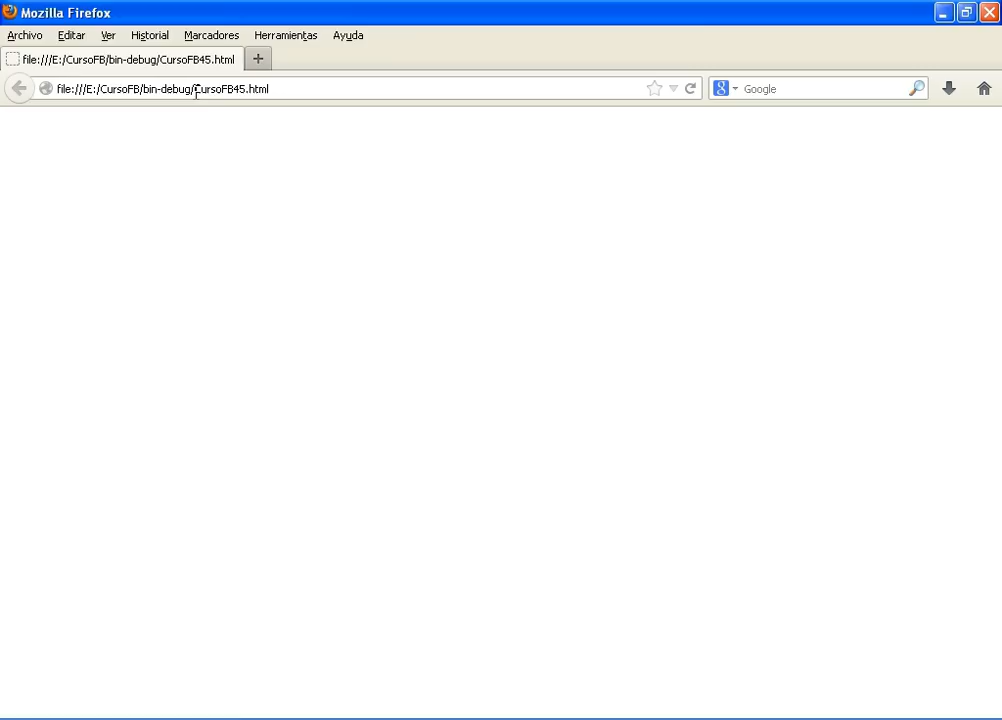 Mozilla Firefox
Archivo Editar Ver Historial Marcadores Herramientas Ayuda
file:///E:/CursoFB/bin-debug/CursoFB45.html
file:///E:/CursoFB/bin-debug/CursoFB45.html Google